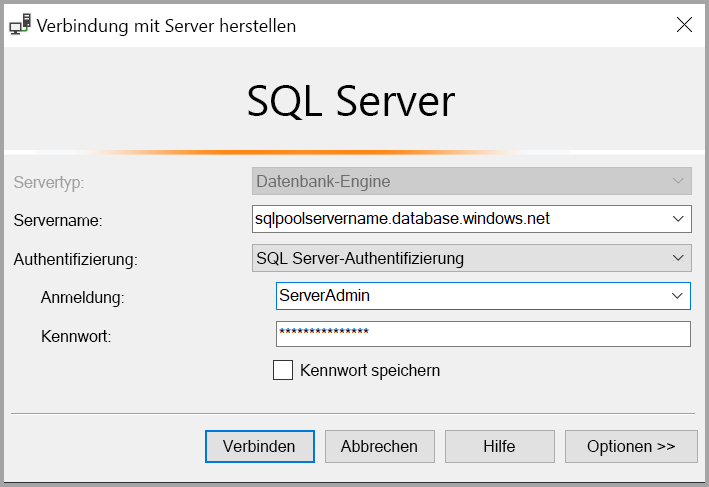 Verbindung mit Server herstellen
SQL Server
Servertyp: Datenbank-Engine
Servername: sqlpoolservername.database.windows.net
Authentifizierung: SQL Server-Authentifizierung
Anmeldung: ServerAdmin
Kennwort: ***************
Kennwort speichern
Verbinden Abbrechen Hilfe Optionen >>